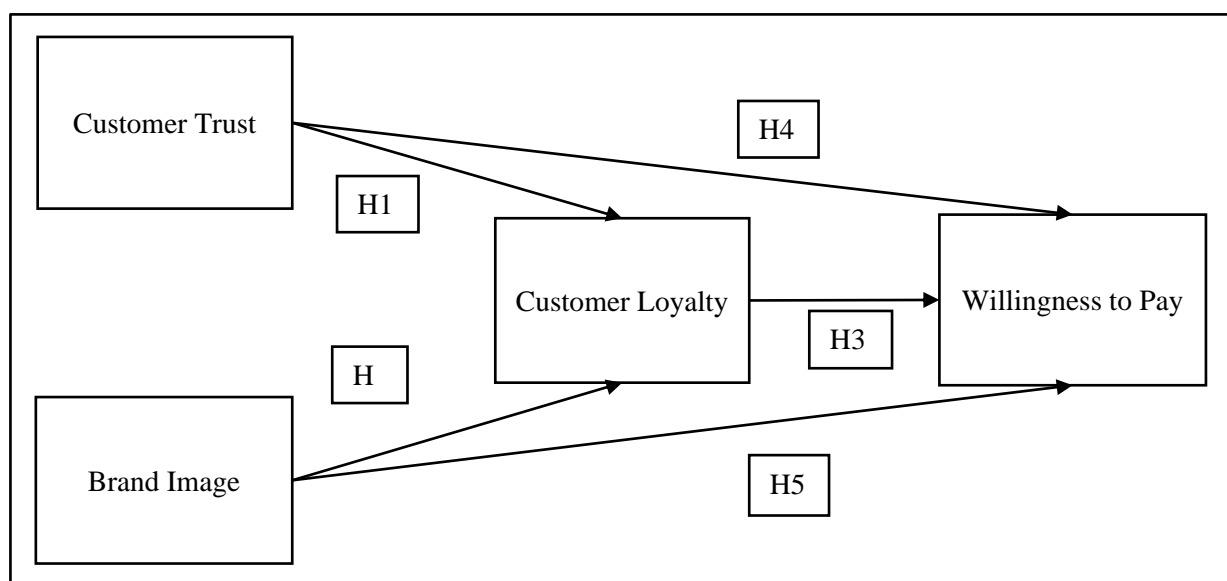 Customer Trust
H4
H1
Customer Loyalty
Willingness to Pay
H3
H
Brand Image
H5